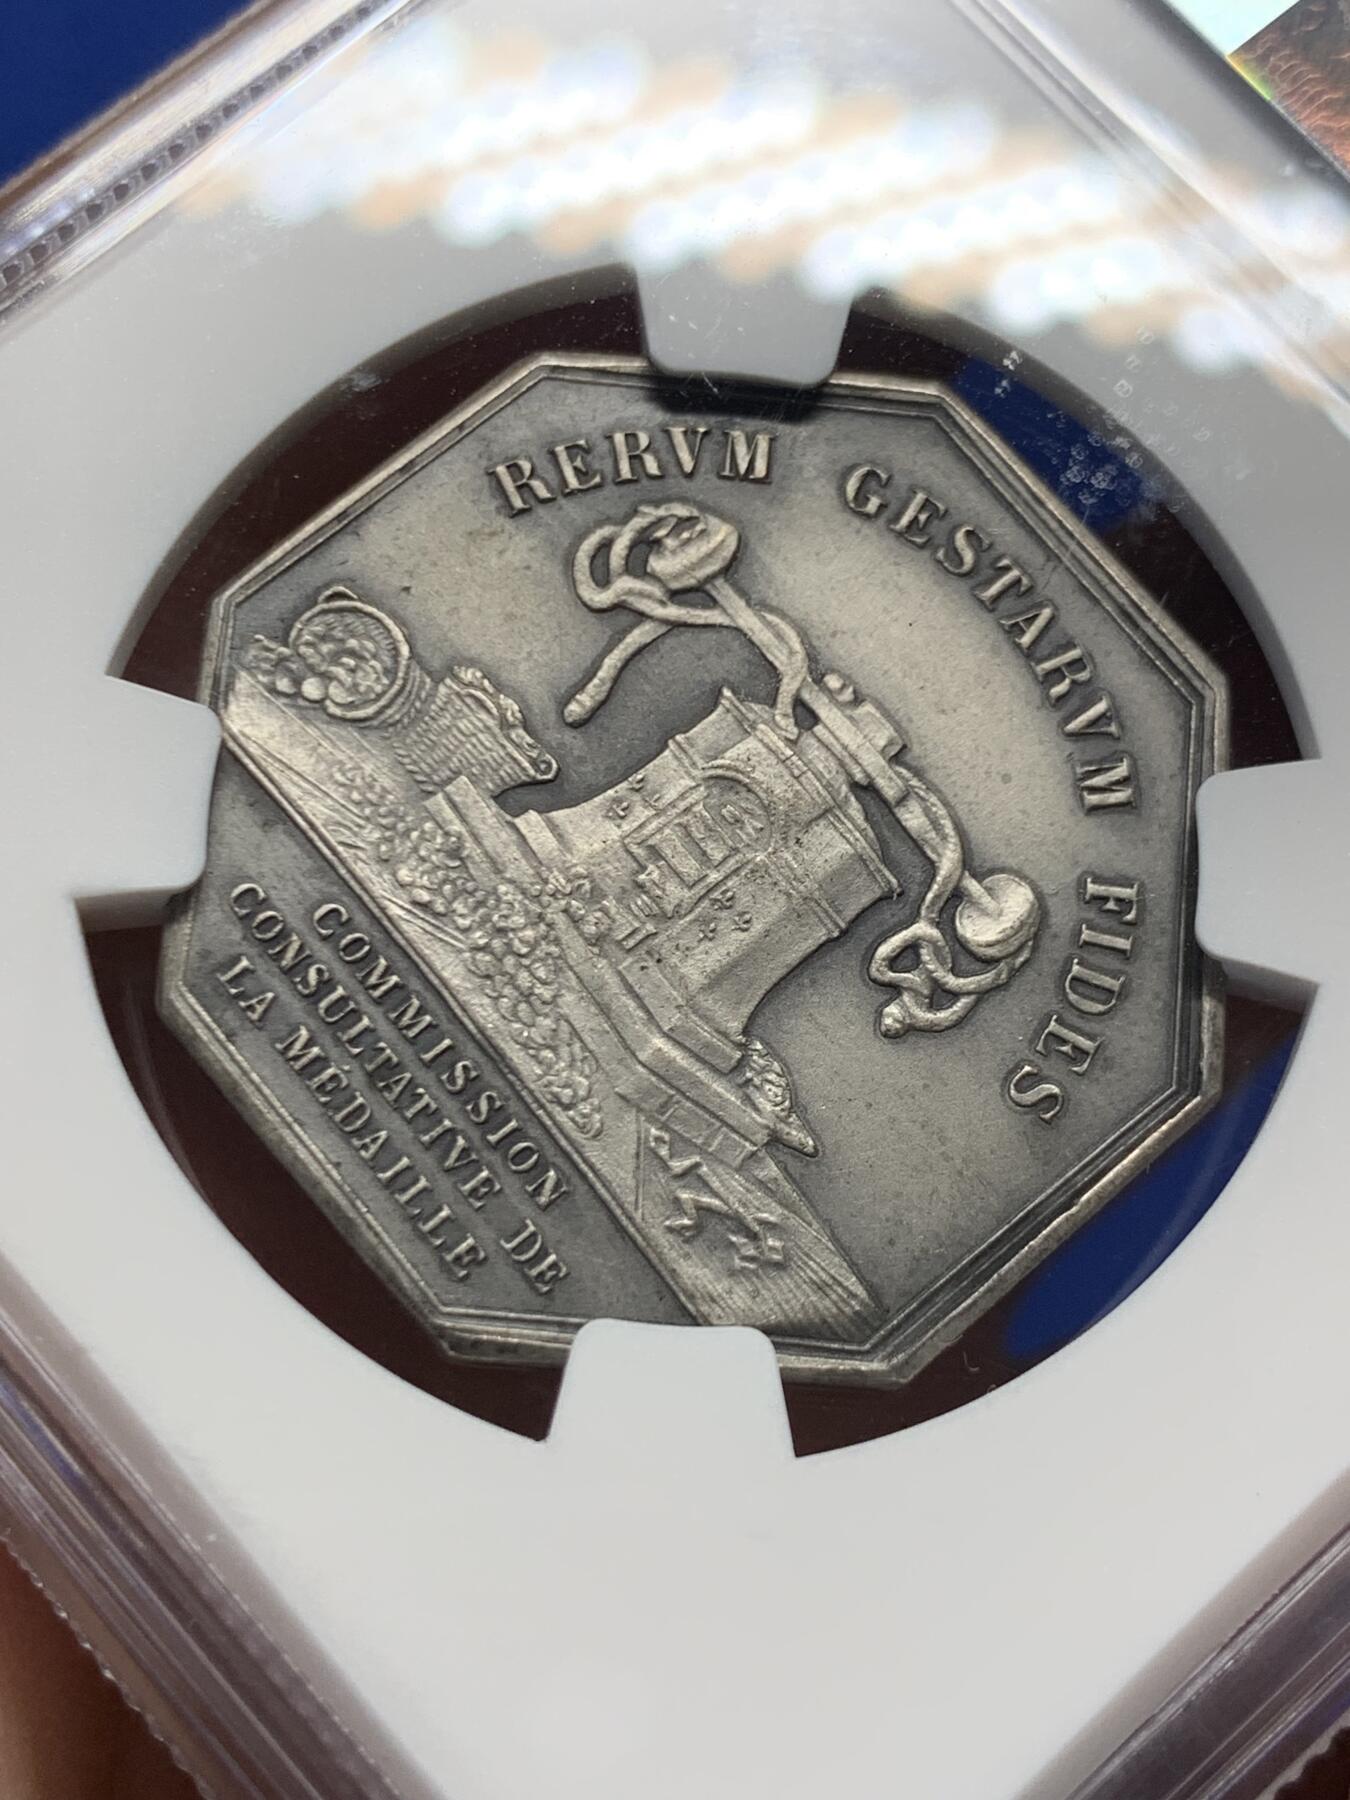 RERVM GESTARVM FIDES
COMMISSION
CONSULTATIVE DE
LA MÉDAILLE